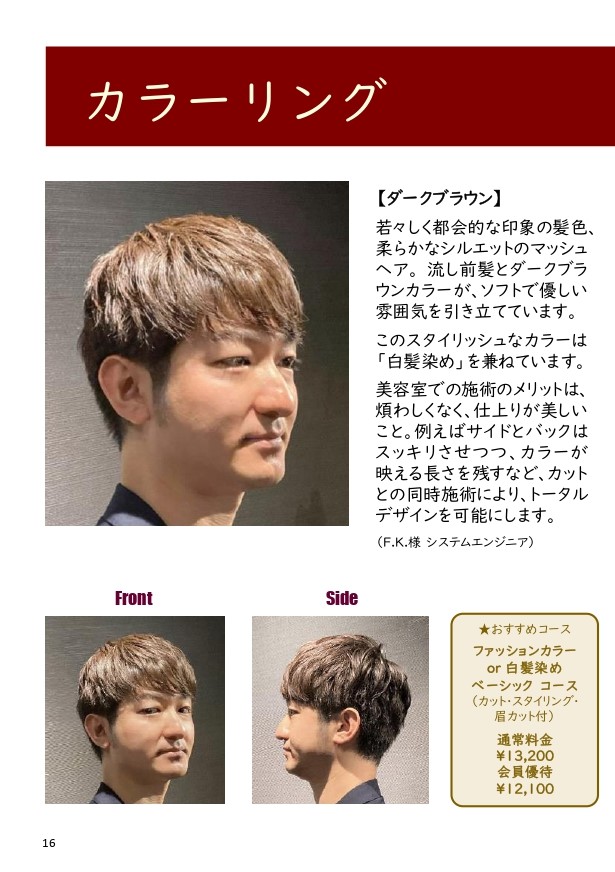 カラーリング
【ダークブラウン】
若々しく都会的な印象の髪色、
柔らかなシルエットのマッシュ
ヘア。 流し前髪とダークブラ
ウンカラーが、ソフトで優しい
雰囲気を引き立てています。
このスタイリッシュなカラーは
「白髪染め」を兼ねています。
美容室での施術のメリットは、
煩わしくなく、仕上りが美しい
こと。例えばサイドとバックは
スッキリさせつつ、カラーが
映える長さを残すなど、カット
との同時施術により、トータル
デザインを可能にします。
（F.K.様 システムエンジニア）
Front
Side
★おすすめコース
ファッションカラー
or 白髪染め
ベーシック コース
（カット・スタイリング・
眉カット付）
通常料金
¥13,200
会員優待
¥12,100
16